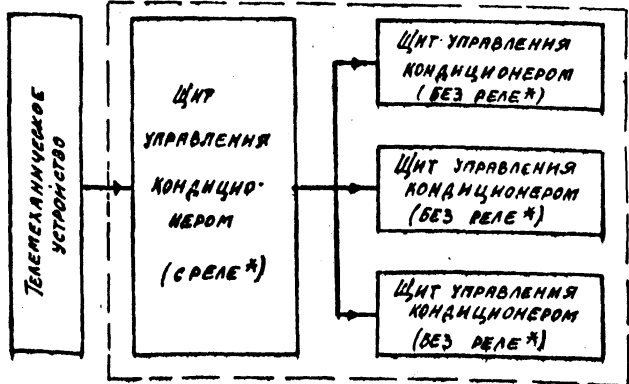 Телемеханическое
устройство
Щит
управления
кондицио-
нером
(с реле*)
Щит управления
кондиционером
(без реле*)
Щит управления
кондиционером
(без реле*)
Щит управления
кондиционером
(без реле*)